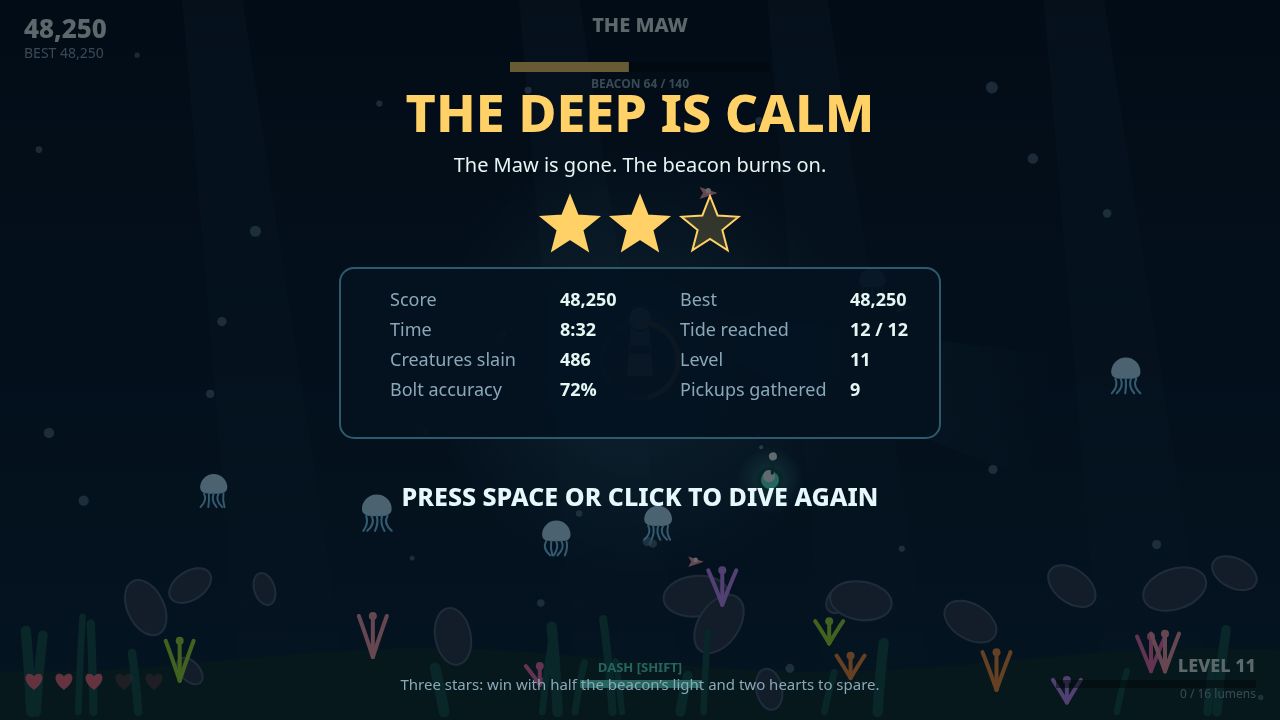 48,250
BEST 48,250
THE MAW
BEACON 64 / 140
THE DEEP IS CALM
The Maw is gone. The beacon burns on.
Score 48,250 Best 48,250
Time 8:32 Tide reached 12 / 12
Creatures slain 486 Level 11
Bolt accuracy 72% Pickups gathered 9
PRESS SPACE OR CLICK TO DIVE AGAIN
DASH [SHIFT]
LEVEL 11
Three stars: win with half the beacon's light and two hearts to spare.
0 / 16 lumens